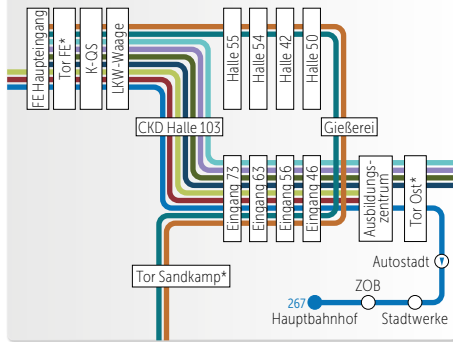 FE Haupteingang
Tor FE*
K-QS
LKW-Waage
Halle 55
Halle 54
Halle 42
Halle 50
CKD Halle 103
Gießerei
Eingang 73
Eingang 63
Eingang 56
Eingang 46
Ausbildungs-
zentrum
Tor Ost*
Tor Sandkamp*
Autostadt
ZOB
267
Hauptbahnhof
Stadtwerke